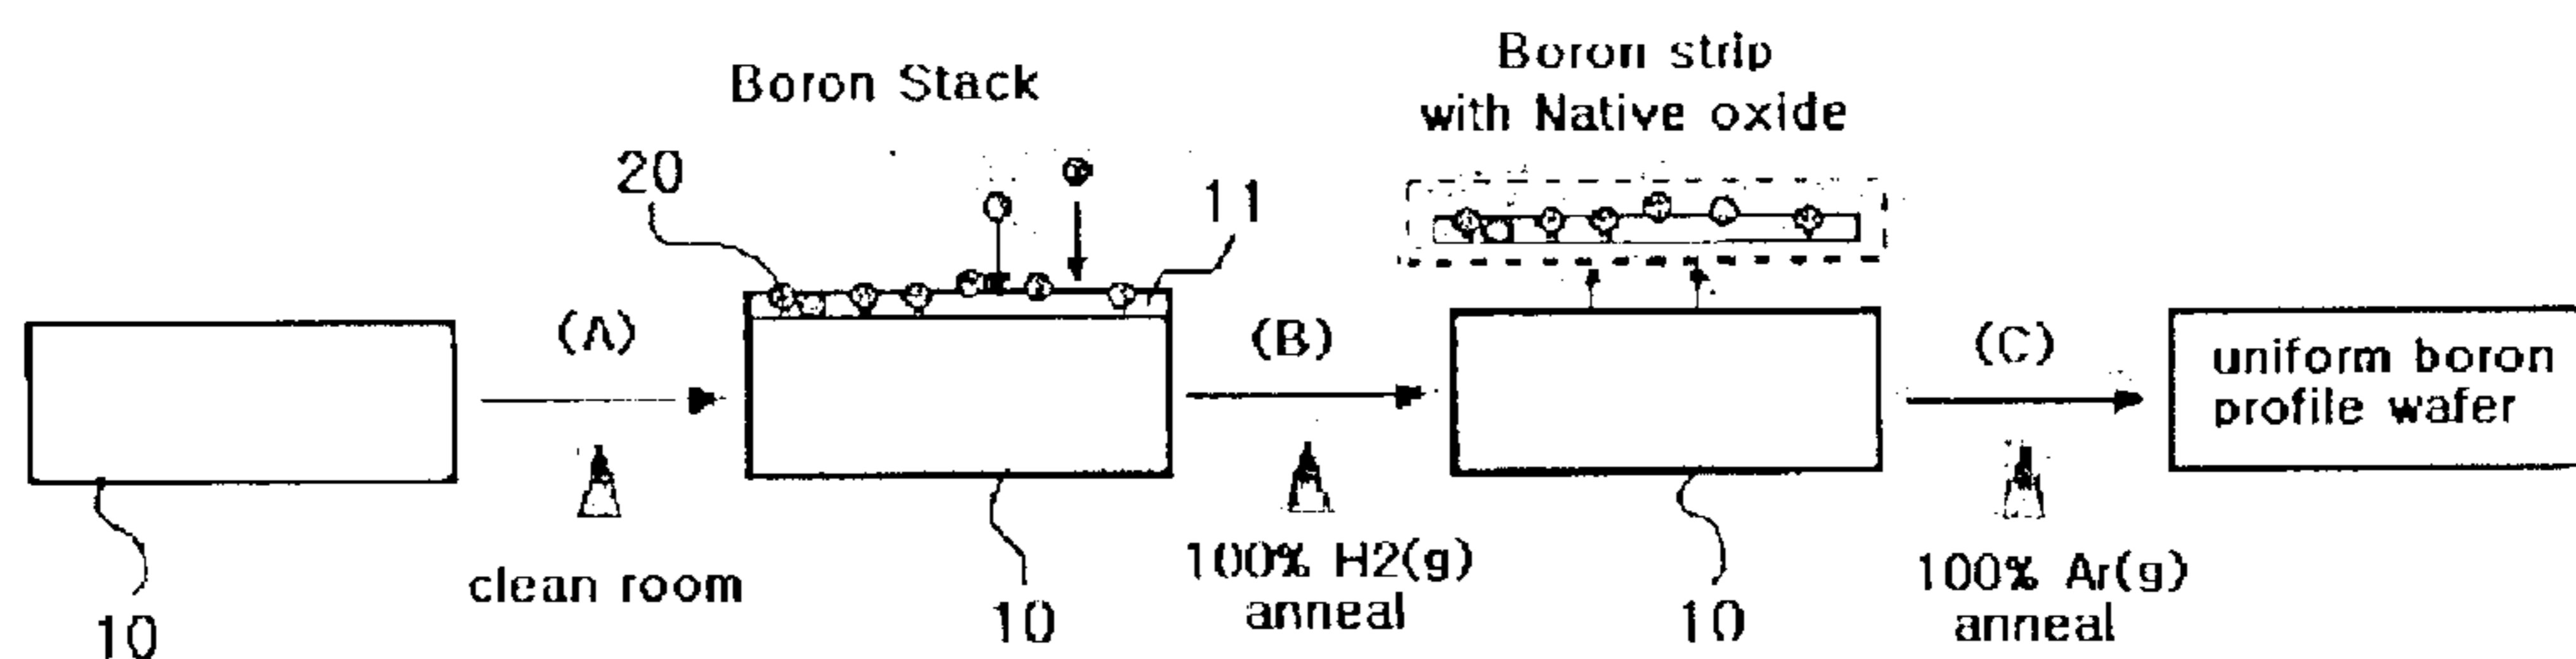 Boron Stack
Boron strip
with Native oxide
20
11
(A)
(B)
(C)
uniform boron
profile wafer
clean room
100% H2(g)
anneal
100% Ar(g)
anneal
10
10
10